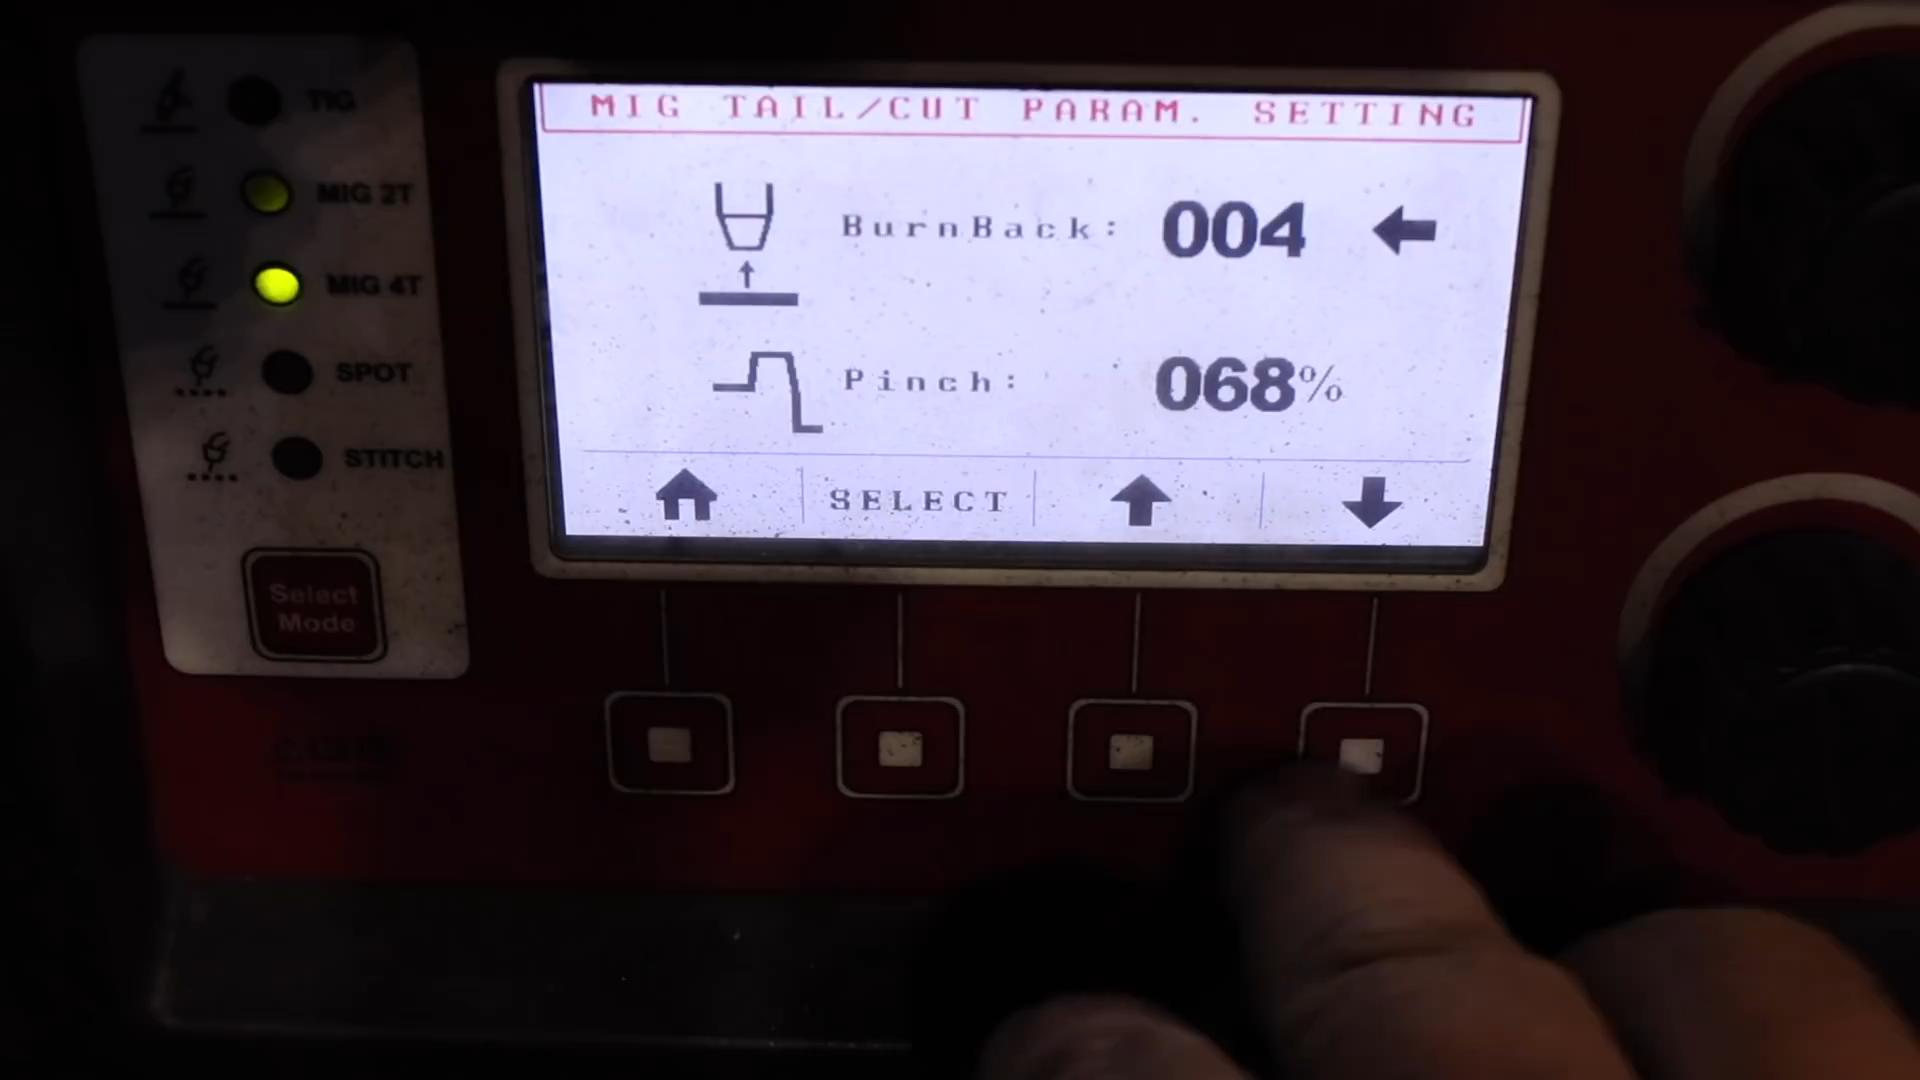 TIG
MIG 2T
MIG 4T
SPOT
STITCH
Select
Mode
MIG TAIL/CUT PARAM. SETTING
BurnBack: 004
Pinch: 068%
SELECT